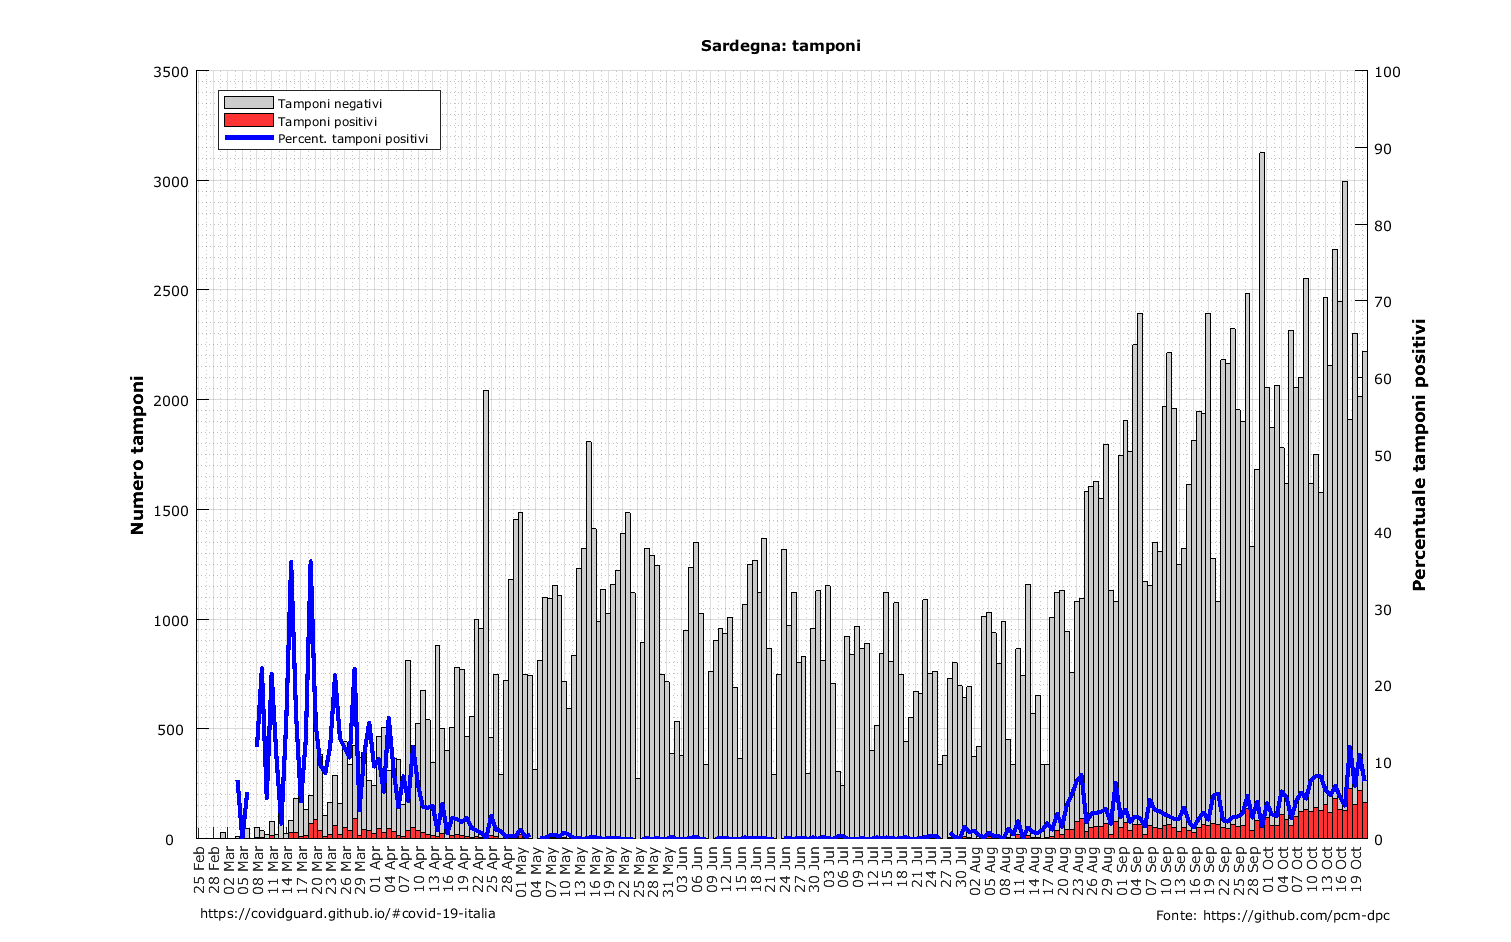 Sardegna: tamponi
Tamponi negativi
Tamponi positivi
Percent. tamponi positivi
Numero tamponi
3500
3000
2500
2000
1500
1000
500
0
Percentuale tamponi positivi
100
90
80
70
60
50
40
30
20
10
0
25 Feb
28 Feb
02 Mar
05 Mar
08 Mar
11 Mar
14 Mar
17 Mar
20 Mar
23 Mar
26 Mar
29 Mar
01 Apr
04 Apr
07 Apr
10 Apr
13 Apr
16 Apr
19 Apr
22 Apr
25 Apr
28 Apr
01 May
04 May
07 May
10 May
13 May
16 May
19 May
22 May
25 May
28 May
31 May
03 Jun
06 Jun
09 Jun
12 Jun
15 Jun
18 Jun
21 Jun
24 Jun
27 Jun
30 Jun
03 Jul
06 Jul
09 Jul
12 Jul
15 Jul
18 Jul
21 Jul
24 Jul
27 Jul
30 Jul
02 Aug
05 Aug
08 Aug
11 Aug
14 Aug
17 Aug
20 Aug
23 Aug
26 Aug
29 Aug
01 Sep
04 Sep
07 Sep
10 Sep
13 Sep
16 Sep
19 Sep
22 Sep
25 Sep
28 Sep
01 Oct
04 Oct
07 Oct
10 Oct
13 Oct
16 Oct
19 Oct
https://covidguard.github.io/#covid-19-italia
Fonte: https://github.com/pcm-dpc